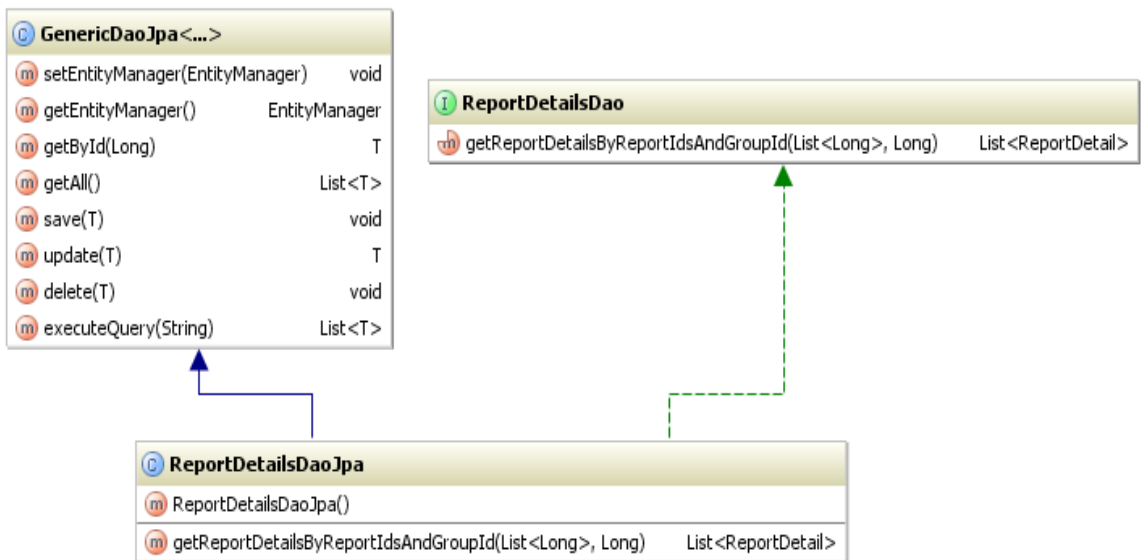 GenericDaoJpa<...>
setEntityManager(EntityManager) void
getEntityManager() EntityManager
getById(Long) T
getAll() List<T>
save(T) void
update(T) T
delete(T) void
executeQuery(String) List<T>
ReportDetailsDao
getReportDetailsByReportIdsAndGroupId(List<Long>, Long) List<ReportDetail>
ReportDetailsDaoJpa
ReportDetailsDaoJpa()
getReportDetailsByReportIdsAndGroupId(List<Long>, Long) List<ReportDetail>